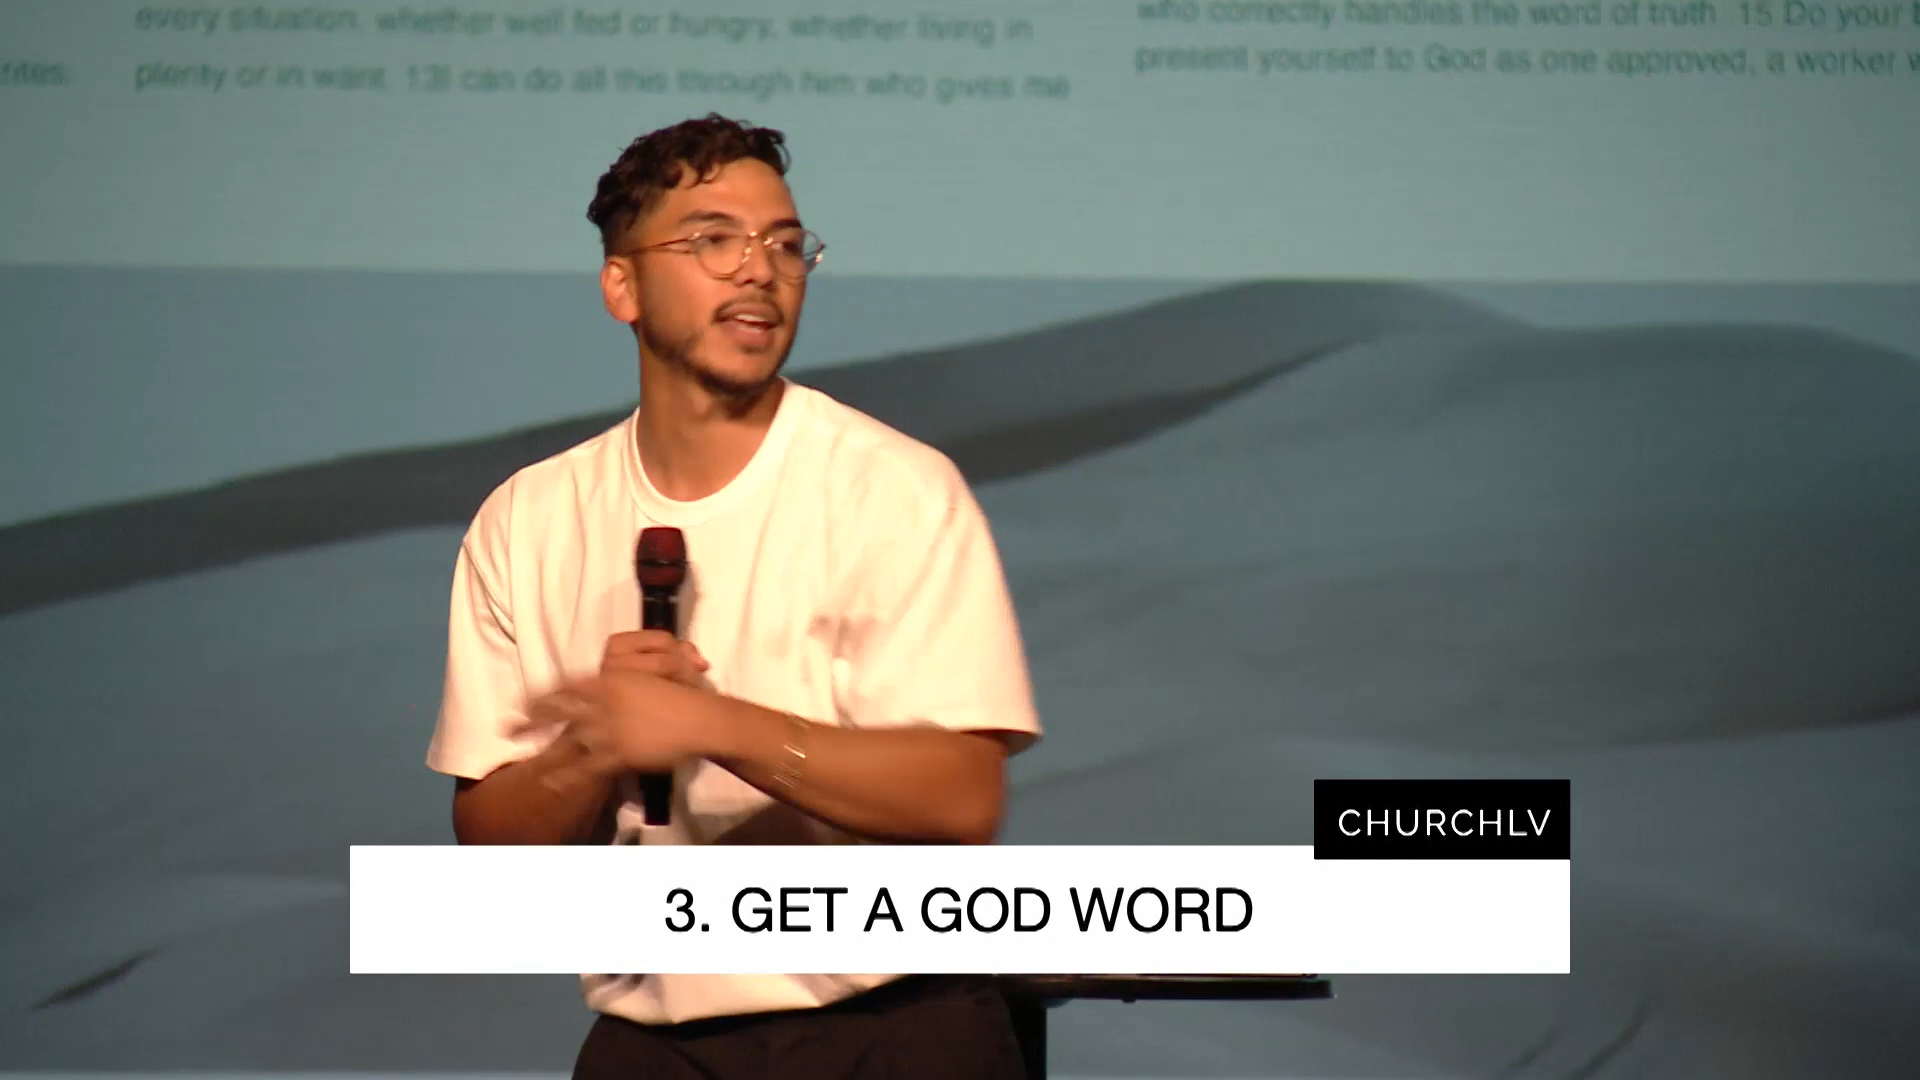 every situation, whether well fed or hungry, whether living in
plenty or in want. 13I can do all this through him who gives me
who correctly handles the word of truth. 15 Do your
present yourself to God as one approved, a worker
CHURCHLV
3. GET A GOD WORD